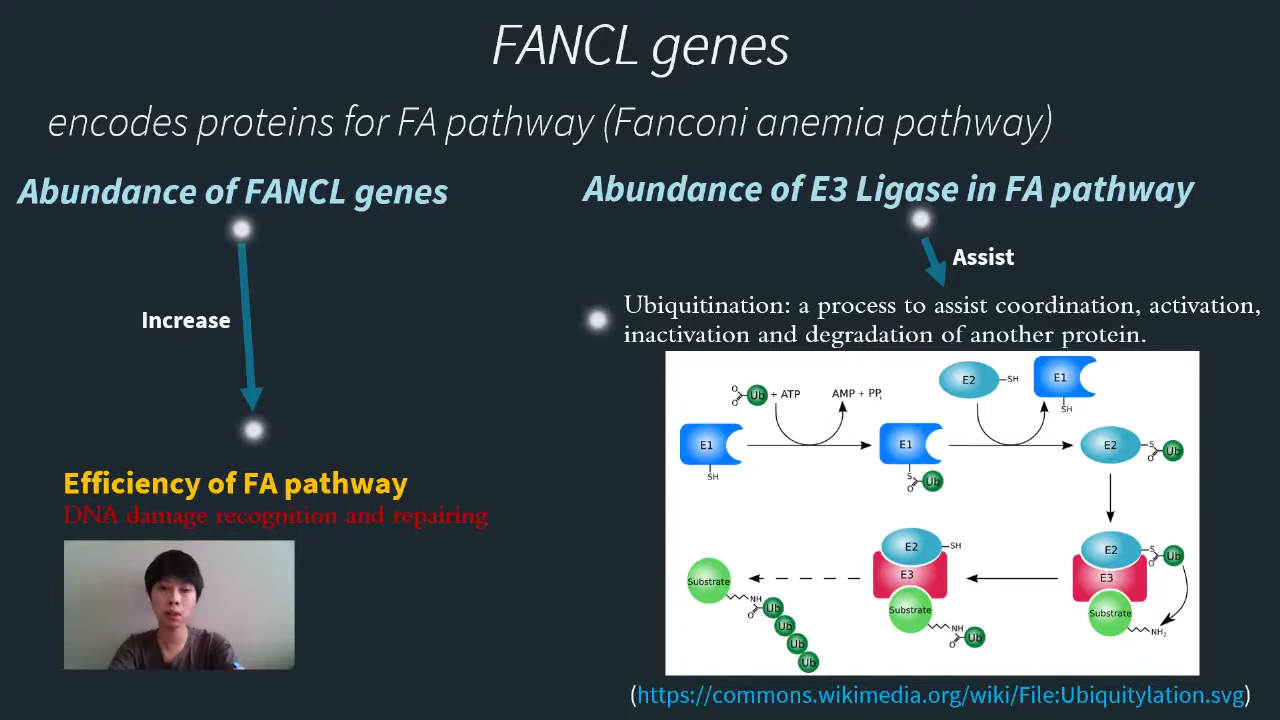 FANCL genes
encodes proteins for FA pathway (Fanconi anemia pathway)
Abundance of FANCL genes
Increase
Efficiency of FA pathway
DNA damage recognition and repairing
Abundance of E3 Ligase in FA pathway
Assist
Ubiquitination: a process to assist coordination, activation,
inactivation and degradation of another protein.
O O Ub + ATP
AMP + PPi
E2 SH
E1
SH
E1
SH
E1
S
O Ub
E2 S
O Ub
E2 S
O Ub
E3
Substrate
NH2
E2 SH
E3
Substrate
NH
O Ub
Substrate
NH
O Ub
Ub
Ub
Ub
(https://commons.wikimedia.org/wiki/File:Ubiquitylation.svg)